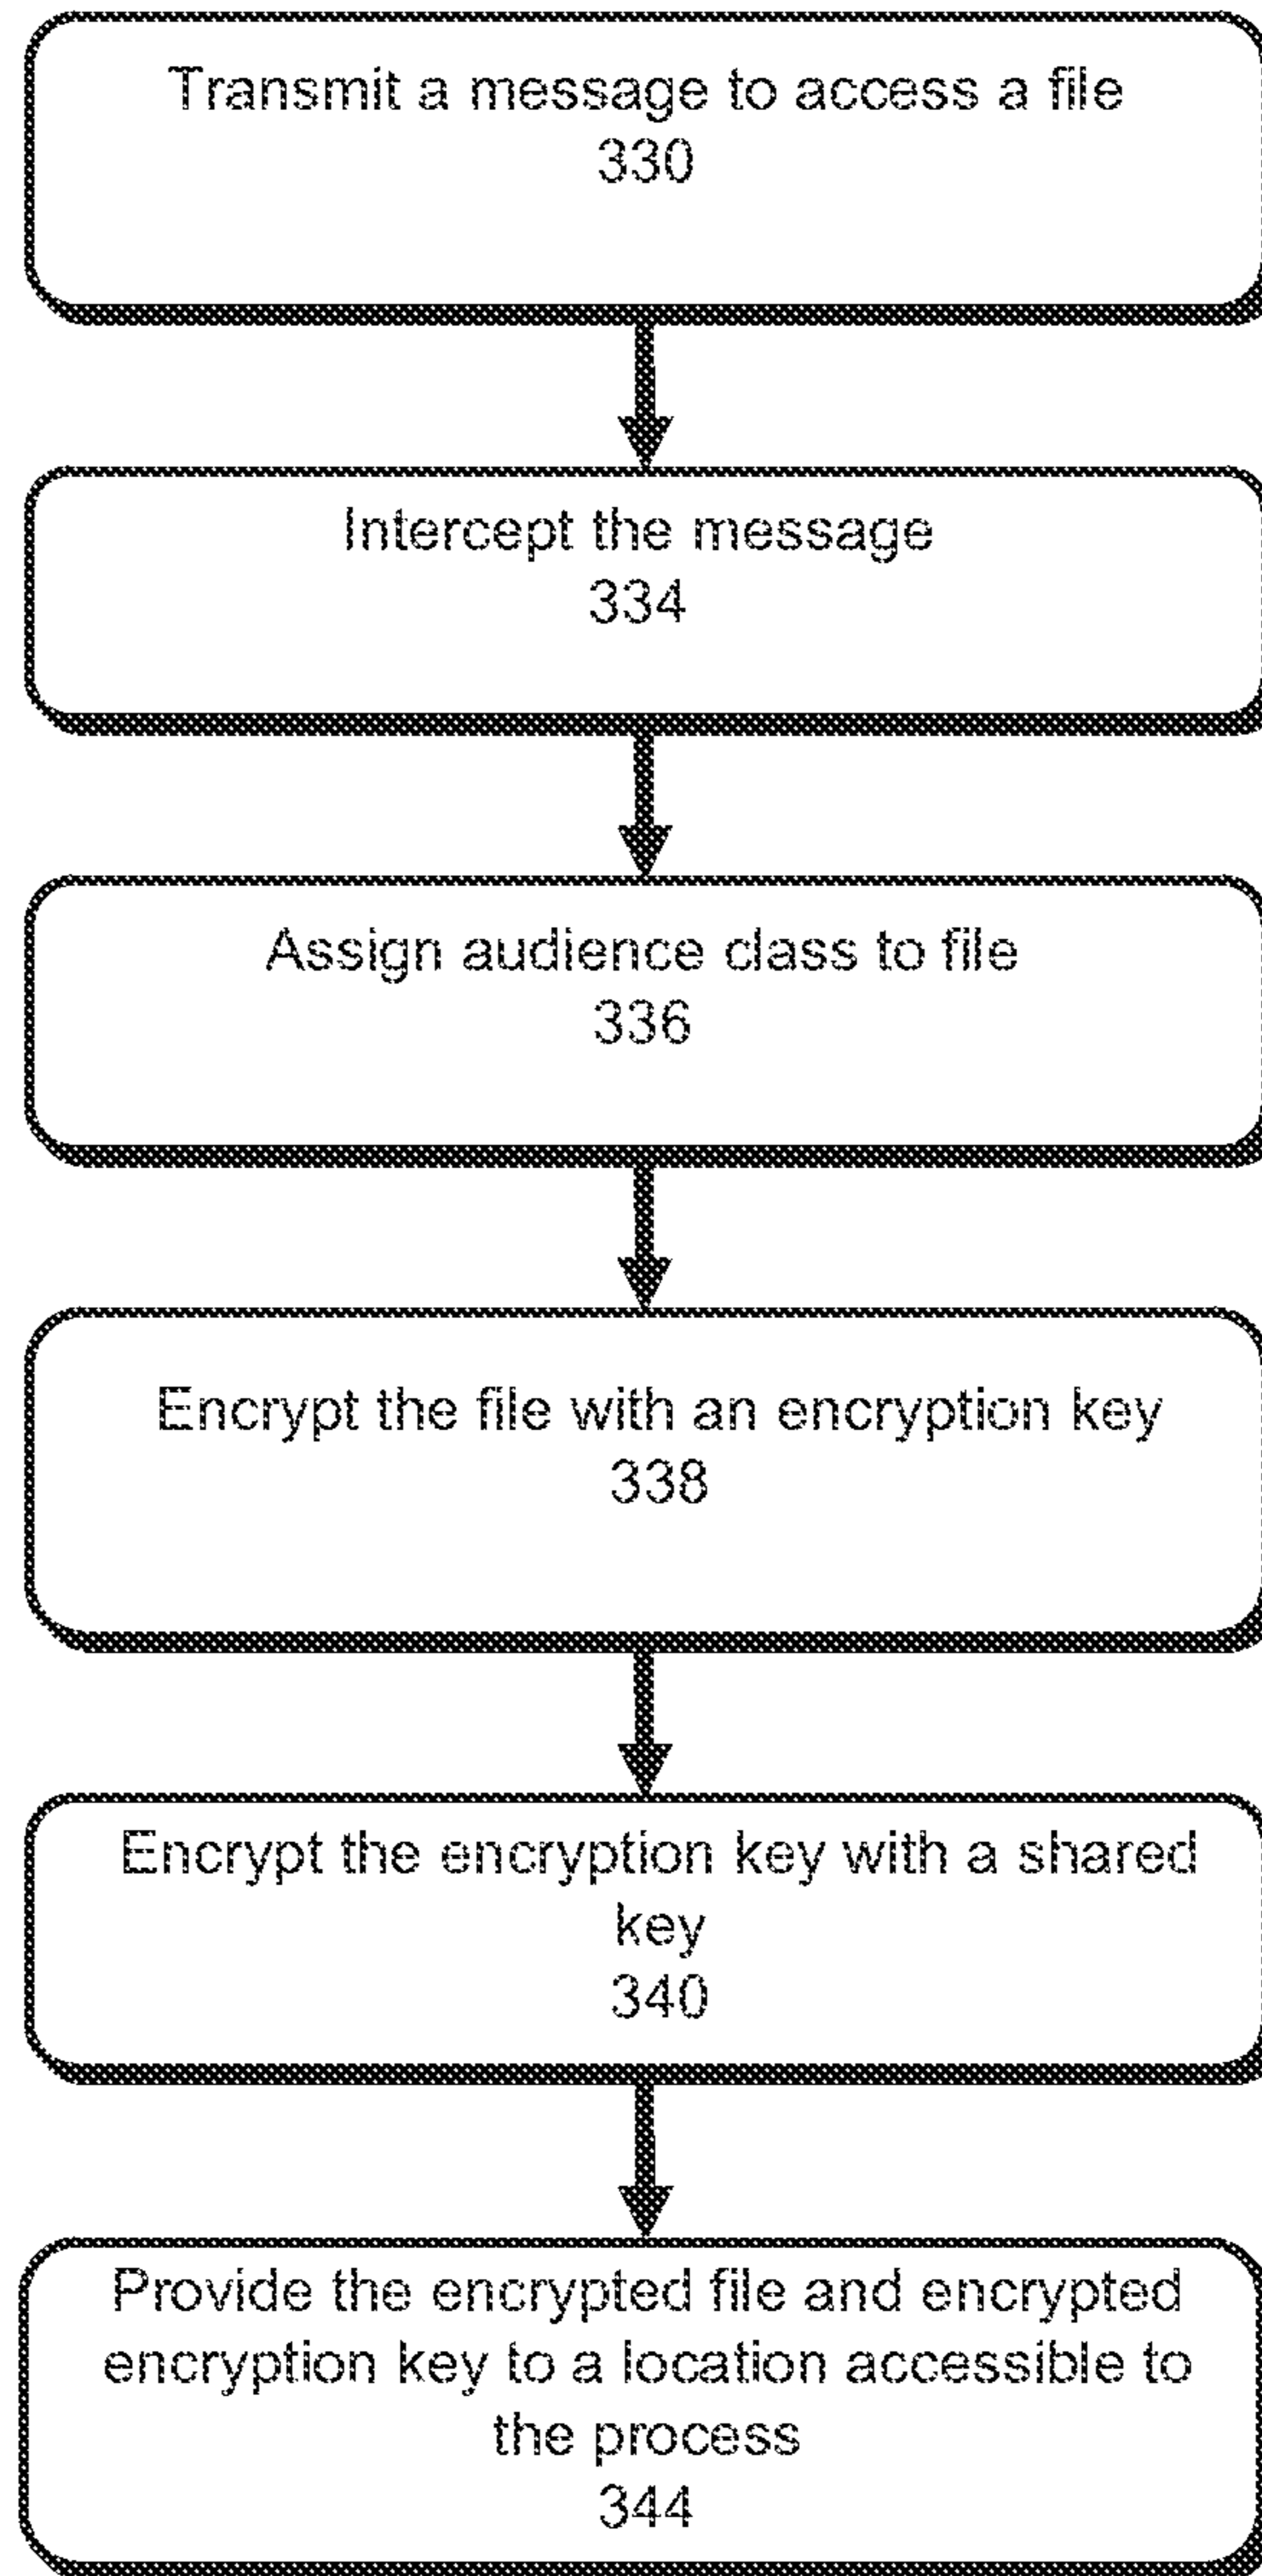 Transmit a message to access a file
330
Intercept the message
334
Assign audience class to file
336
Encrypt the file with an encryption key
338
Encrypt the encryption key with a shared
key
340
Provide the encrypted file and encrypted
encryption key to a location accessible to
the process
344